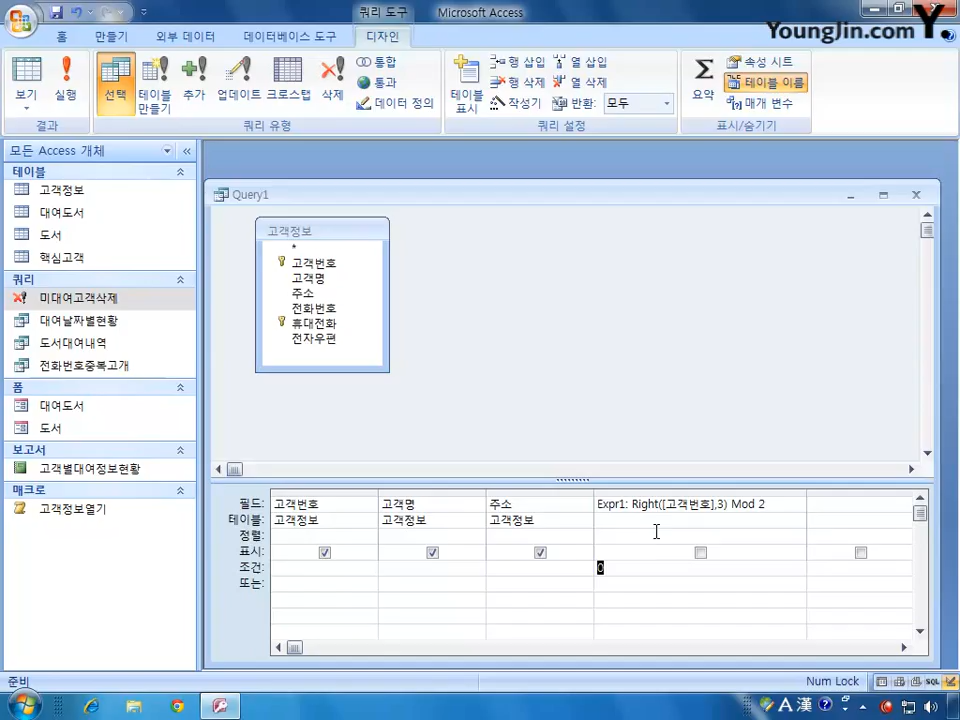 쿼리 도구
Microsoft Access
YoungJin.com Y
홈 만들기 외부 데이터 데이터베이스 도구 디자인
보기
실행
선택
테이블
만들기
추가
업데이트
크로스탭
삭제
통합
통과
데이터 정의
테이블
표시
행 삽입
행 삭제
작성기
열 삽입
열 삭제
반환: 모두
요약
속성 시트
테이블 이름
매개 변수
결과
쿼리 유형
쿼리 설정
표시/숨기기
모든 Access 개체
테이블
고객정보
대여도서
도서
핵심고객
쿼리
미대여고객삭제
대여날짜별현황
도서대여내역
전화번호중복고개
폼
대여도서
도서
보고서
고객별대여정보현황
매크로
고객정보열기
Query1
고객정보
*
고객번호
고객명
주소
전화번호
휴대전화
전자우편
필드: 고객번호 고객명 주소 Expr1: Right([고객번호],3) Mod 2
테이블: 고객정보 고객정보 고객정보
정렬:
표시:
조건: 0
또는:
준비
Num Lock
SQL
A 漢